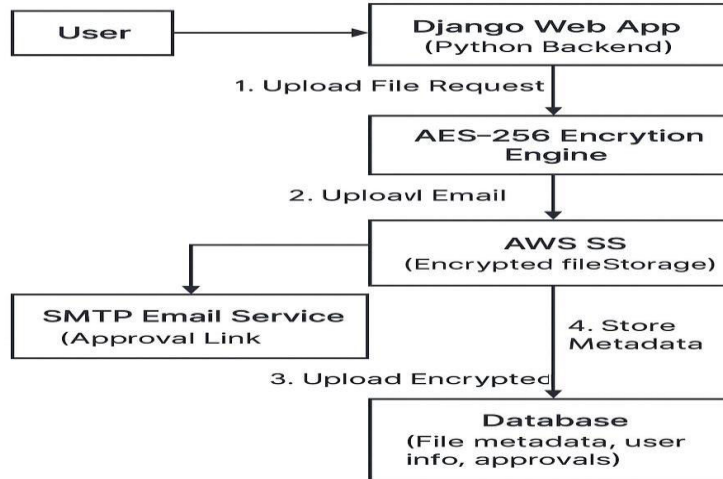 User
Django Web App
(Python Backend)
1. Upload File Request
AES-256 Encrytion
Engine
2. Uploavl Email
AWS SS
(Encrypted fileStorage)
SMTP Email Service
(Approval Link
4. Store
Metadata
3. Upload Encrypted
Database
(File metadata, user
info, approvals)